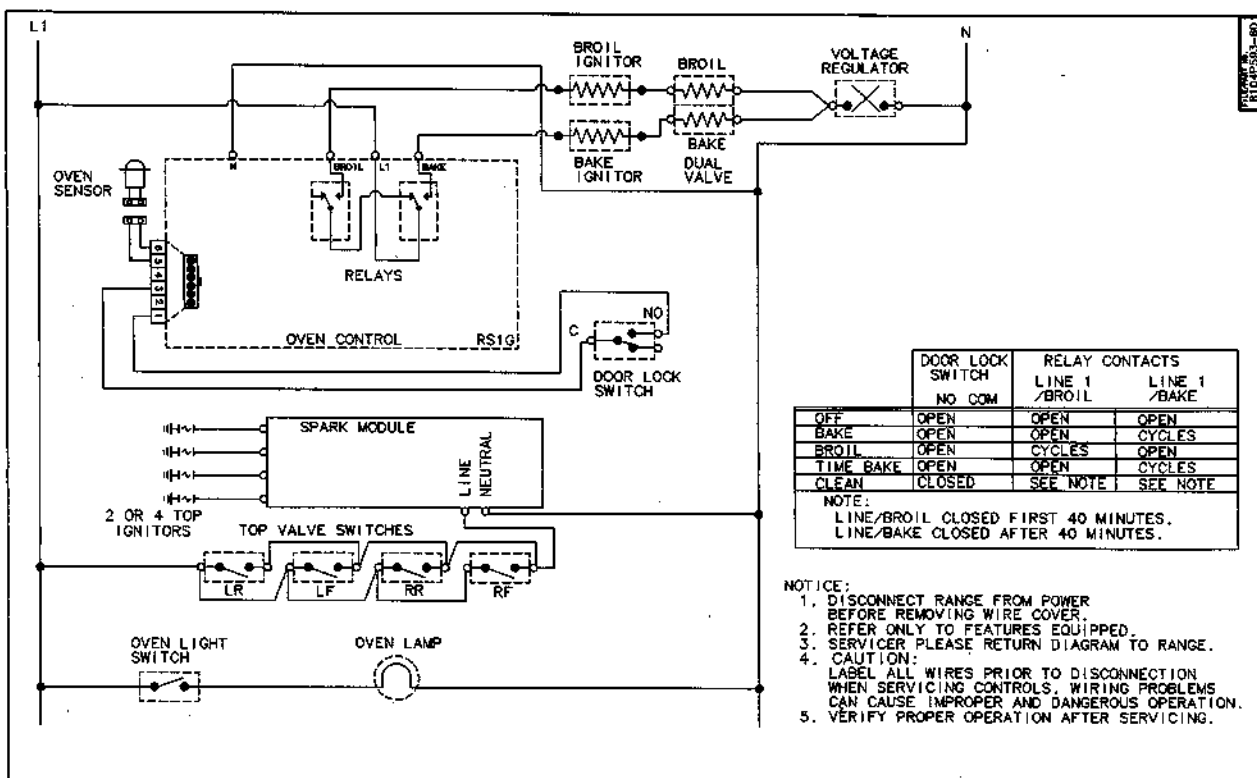 L1
N
BROIL
IGNITOR
BROIL
VOLTAGE
REGULATOR
BAKE
IGNITOR
BAKE
DUAL
VALVE
OVEN
SENSOR
N
BROIL
L1
BAKE
RELAYS
6
5
4
3
2
1
OVEN CONTROL
RS1G
C
NO
DOOR LOCK
SWITCH
SPARK MODULE
LINE
NEUTRAL
2 OR 4 TOP
IGNITORS
TOP VALVE SWITCHES
LR
LF
RR
RF
OVEN LIGHT
SWITCH
OVEN LAMP
DOOR LOCK SWITCH RELAY CONTACTS
NO COM LINE 1 /BROIL LINE 1 /BAKE
OFF OPEN OPEN OPEN
BAKE OPEN OPEN CYCLES
BROIL OPEN CYCLES OPEN
TIME BAKE OPEN OPEN CYCLES
CLEAN CLOSED SEE NOTE SEE NOTE
NOTE:
LINE/BROIL CLOSED FIRST 40 MINUTES.
LINE/BAKE CLOSED AFTER 40 MINUTES.
NOTICE:
1. DISCONNECT RANGE FROM POWER
BEFORE REMOVING WIRE COVER.
2. REFER ONLY TO FEATURES EQUIPPED.
3. SERVICER PLEASE RETURN DIAGRAM TO RANGE.
4. CAUTION:
LABEL ALL WIRES PRIOR TO DISCONNECTION
WHEN SERVICING CONTROLS. WIRING PROBLEMS
CAN CAUSE IMPROPER AND DANGEROUS OPERATION.
5. VERIFY PROPER OPERATION AFTER SERVICING.